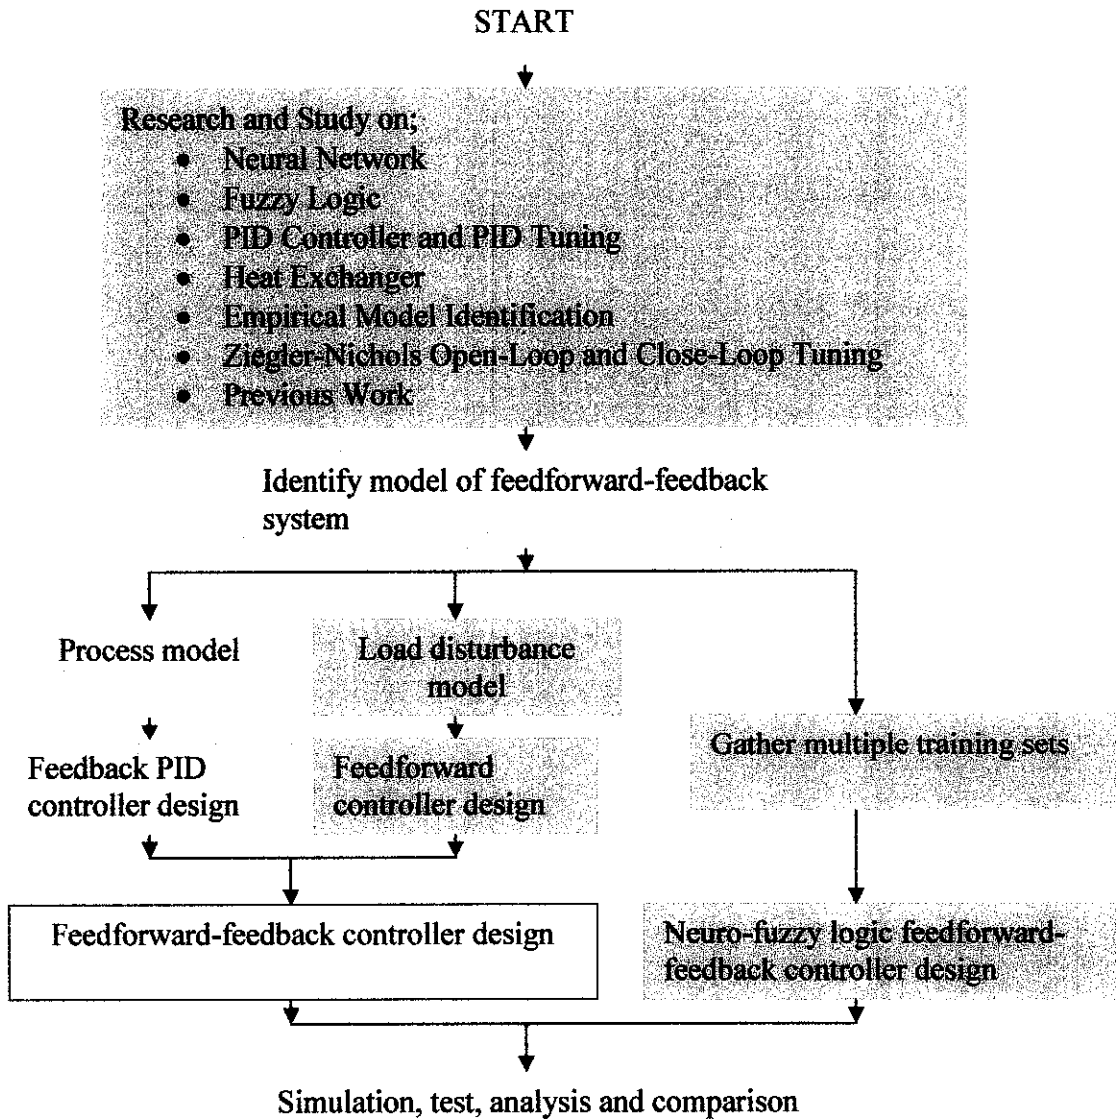 START
Research and Study on;
• Neural Network
• Fuzzy Logic
• PID Controller and PID Tuning
• Heat Exchanger
• Empirical Model Identification
• Ziegler-Nichols Open-Loop and Close-Loop Tuning
• Previous Work
Identify model of feedforward-feedback
system
Process model
Load disturbance
model
Gather multiple training sets
Feedback PID
controller design
Feedforward
controller design
Feedforward-feedback controller design
Neuro-fuzzy logic feedforward-
feedback controller design
Simulation, test, analysis and comparison